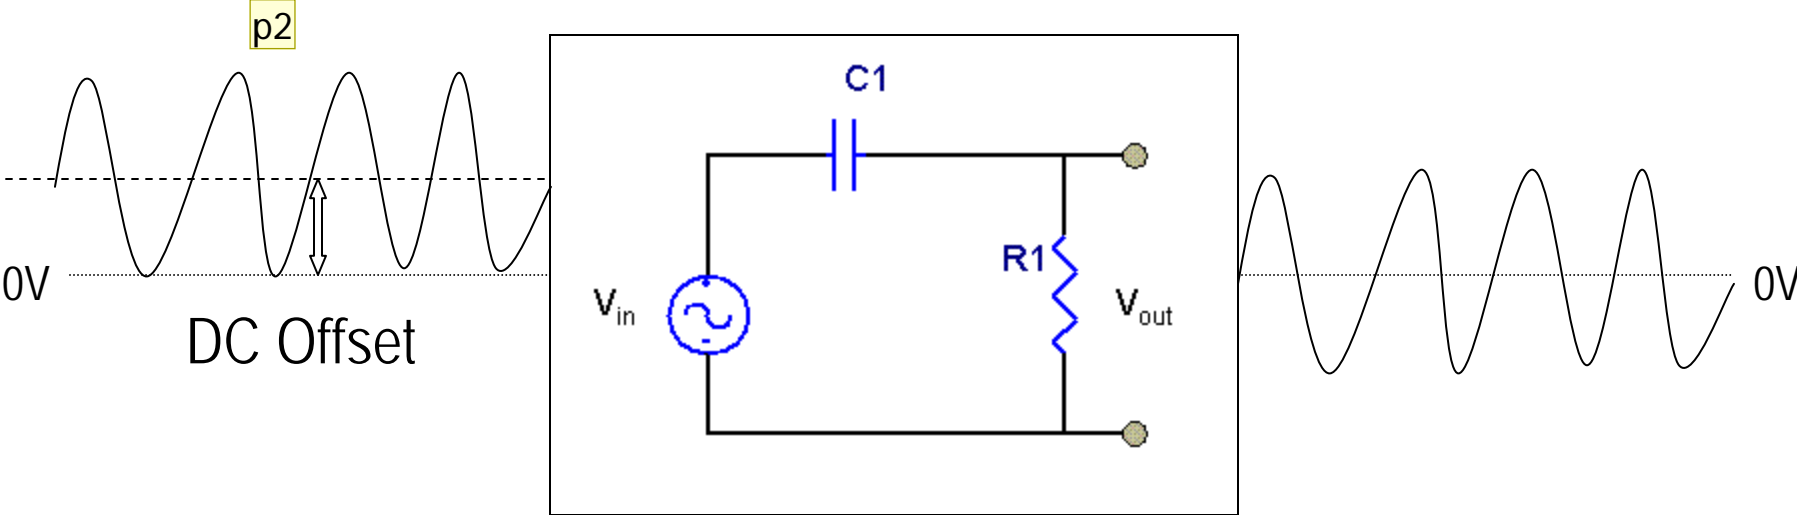 p2
C1
R1
Vin
Vout
0V
0V
DC Offset